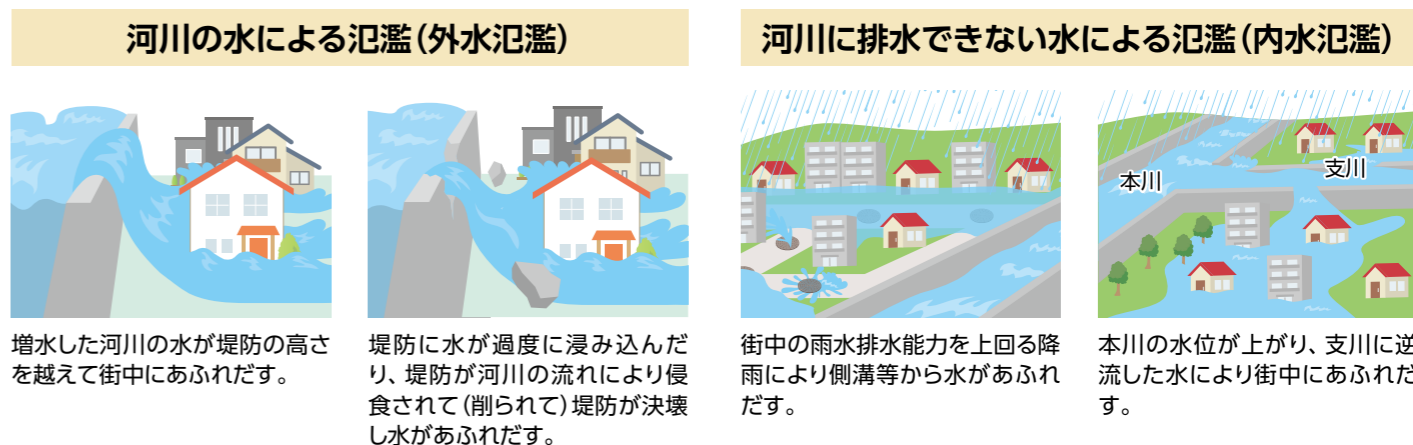 河川の水による氾濫(外水氾濫)
増水した河川の水が堤防の高さ
を越えて街中にあふれだす。
堤防に水が過度に浸み込んだ
り、堤防が河川の流れにより侵
食されて(削られて)堤防が決壊
し水があふれだす。
河川に排水できない水による氾濫(内水氾濫)
街中の雨水排水能力を上回る降
雨により側溝等から水があふれ
だす。
本川
支川
本川の水位が上がり、支川に逆
流した水により街中にあふれだ
す。